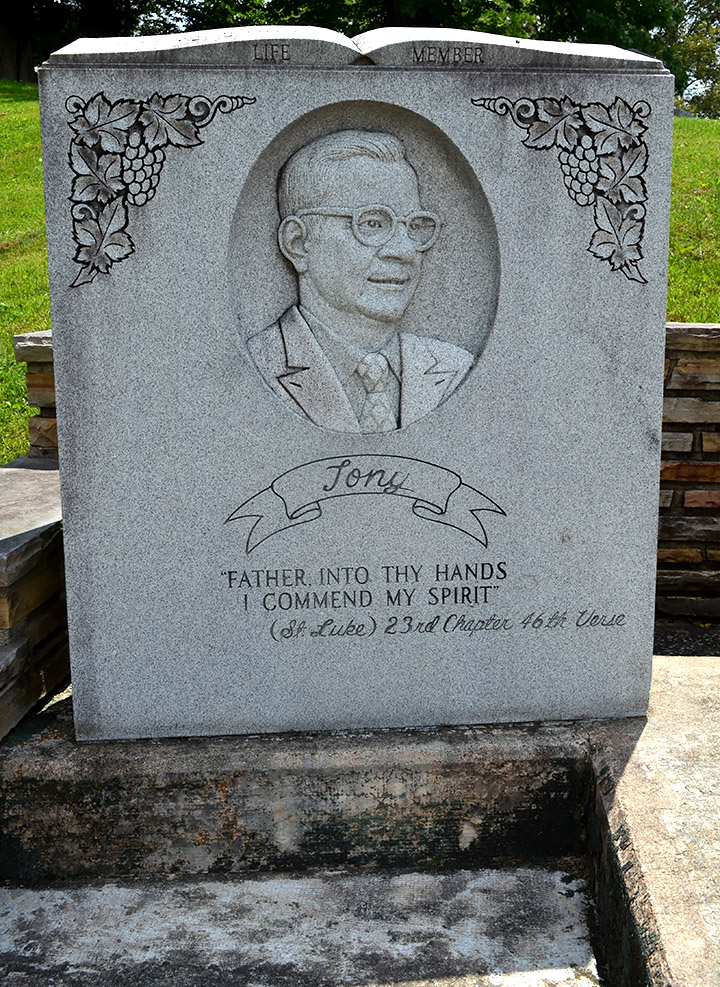 LIFE MEMBER
Tony
"FATHER, INTO THY HANDS
I COMMEND MY SPIRIT"
(St. Luke) 23rd Chapter 46th Verse